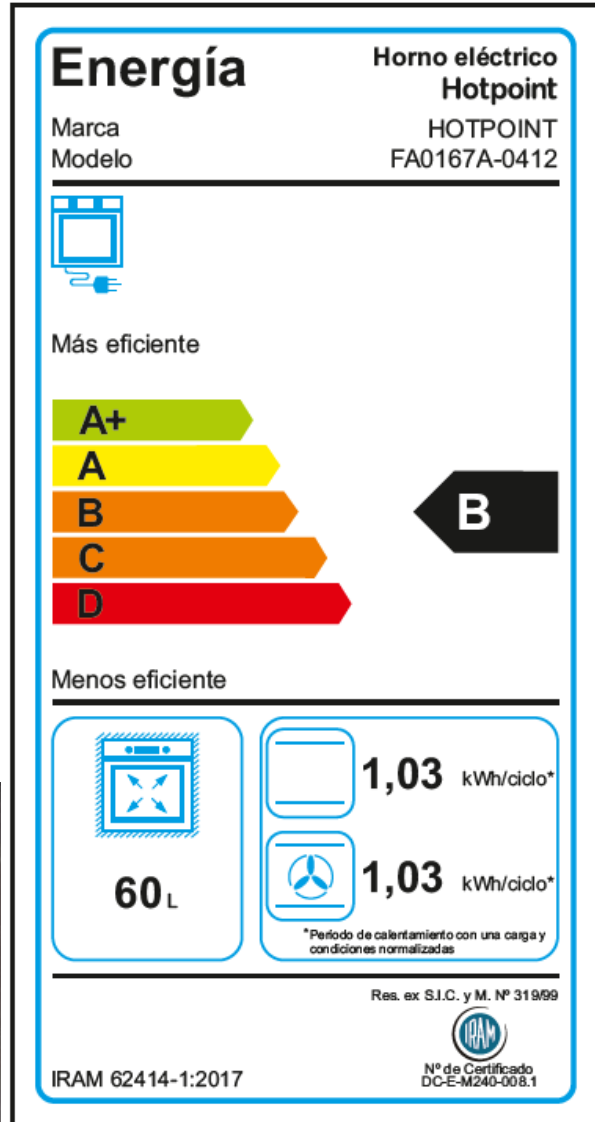 Energía
Horno eléctrico
Hotpoint
Marca HOTPOINT
Modelo FA0167A-0412
Más eficiente
A+
A
B
B
C
D
Menos eficiente
1,03 kWh/ciclo*
60 L
1,03 kWh/ciclo*
*Período de calentamiento con una carga y
condiciones normalizadas
Res. ex S.I.C. y M. Nº 319/99
IRAM
IRAM 62414-1:2017
Nº de Certificado
DC-E-M240-008.1